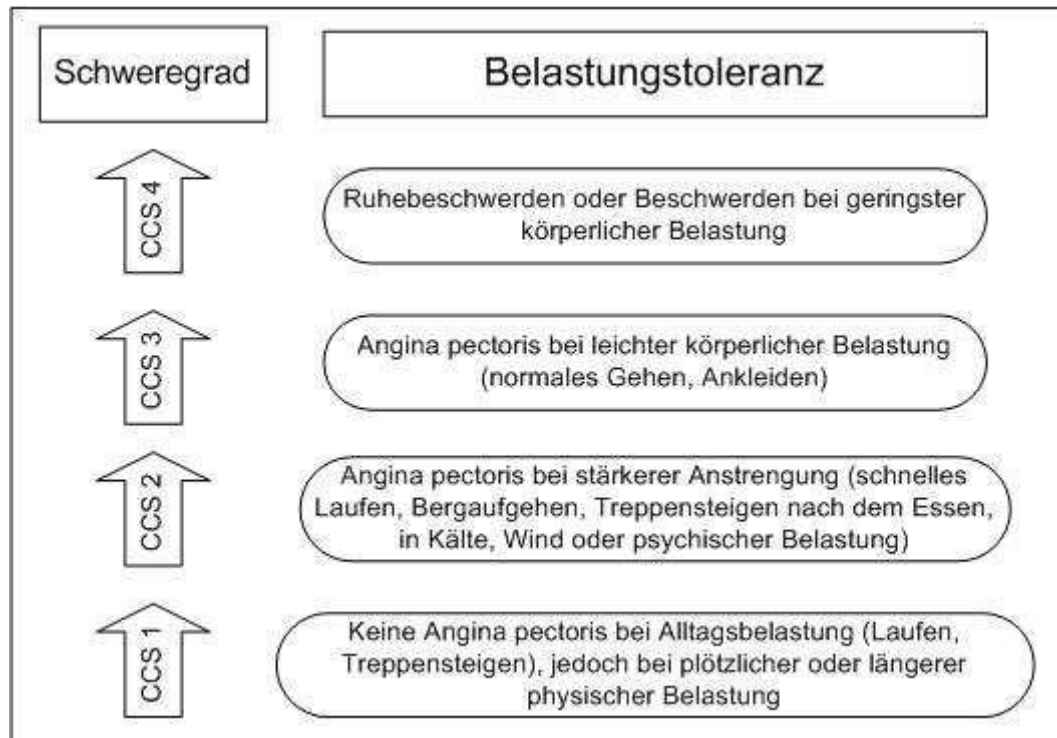 Schweregrad
Belastungstoleranz
CCS 4
Ruhebeschwerden oder Beschwerden bei geringster
körperlicher Belastung
CCS 3
Angina pectoris bei leichter körperlicher Belastung
(normales Gehen, Ankleiden)
CCS 2
Angina pectoris bei stärkerer Anstrengung (schnelles
Laufen, Bergaufgehen, Treppensteigen nach dem Essen,
in Kälte, Wind oder psychischer Belastung)
CCS 1
Keine Angina pectoris bei Alltagsbelastung (Laufen,
Treppensteigen), jedoch bei plötzlicher oder längerer
physischer Belastung